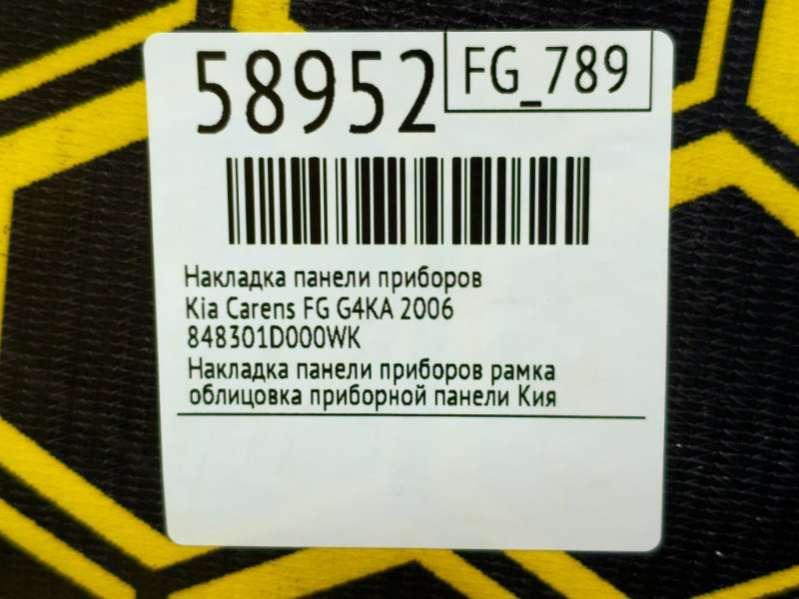 58952
FG_789
Накладка панели приборов
Kia Carens FG G4KA 2006
848301D000WK
Накладка панели приборов рамка
облицовка приборной панели Кия